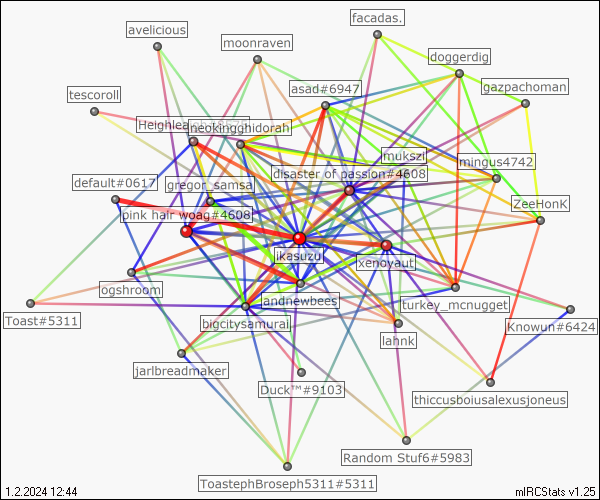 facadas.
avelicious
moonraven
doggerdig
asad#6947
gazpachoman
tescoroll
neokingghidorah
mukszi
mingus4742
disaster of passion#4608
default#0617
gregor_samsa
ZeeHonK
pink hair woag#4608
ikasuzu
xenoyaut
ogshroom
andnewbees
turkey_mcnugget
Toast#5311
bigcitysamurai
Knowun#6424
lahnk
jarlbreadmaker
Duck™#9103
thiccusboiusalexusjoneus
Random Stuf6#5983
ToastephBroseph5311#5311
1.2.2024 12:44
mIRCStats v1.25